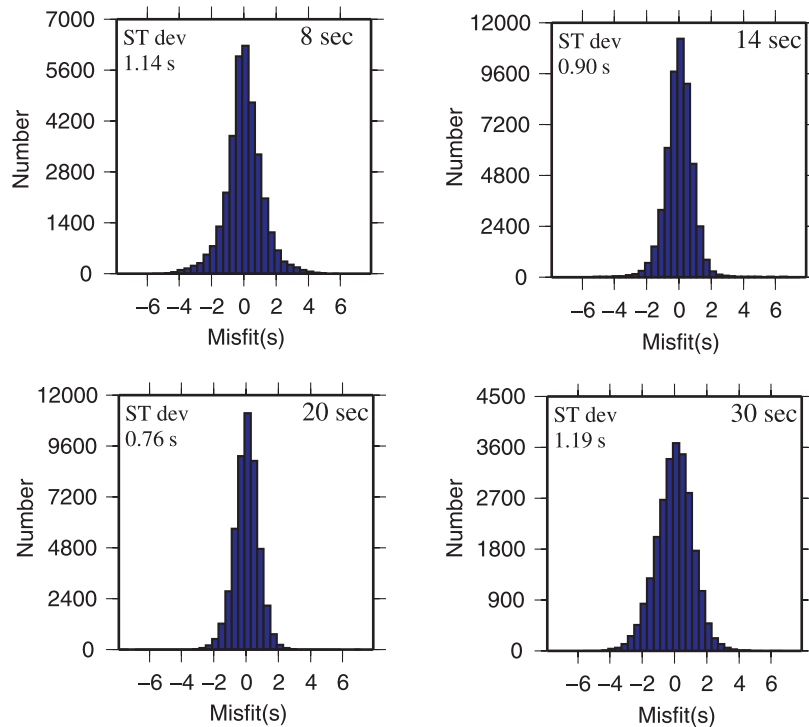 7000
5600
4200
2800
1400
0
Number
ST dev
1.14 s
8 sec
−6 −4 −2 0 2 4 6
Misfit(s)
12000
9600
7200
4800
2400
0
Number
ST dev
0.90 s
14 sec
−6 −4 −2 0 2 4 6
Misfit(s)
12000
9600
7200
4800
2400
0
Number
ST dev
0.76 s
20 sec
−6 −4 −2 0 2 4 6
Misfit(s)
4500
3600
2700
1800
900
0
Number
ST dev
1.19 s
30 sec
−6 −4 −2 0 2 4 6
Misfit(s)